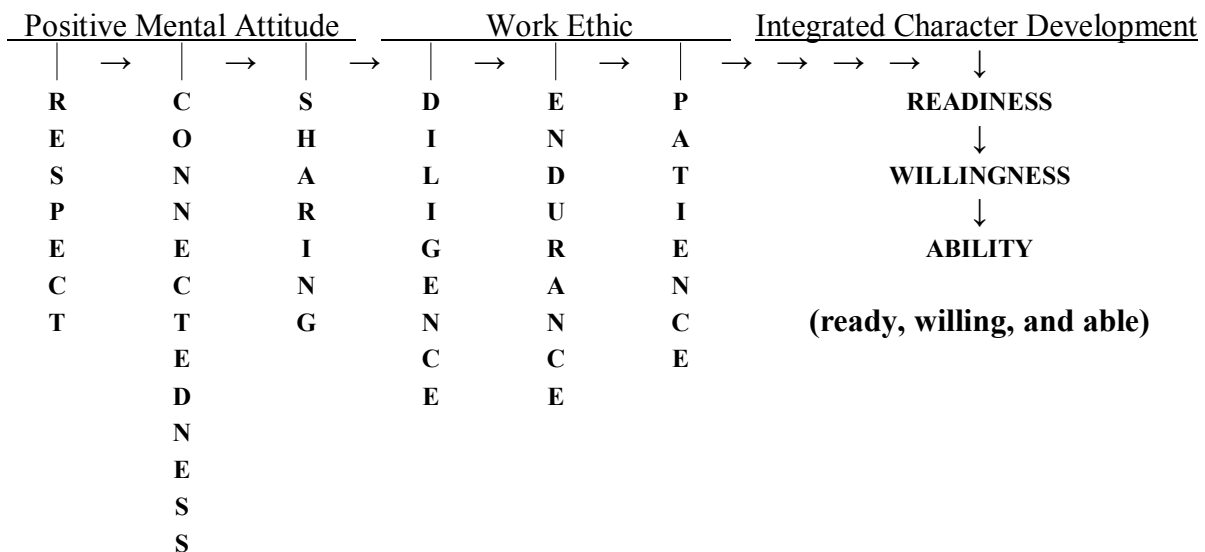 Positive Mental Attitude
Work Ethic
Integrated Character Development
RESPECT
CONNECTEDNESS
SHARING
DILIGENCE
ENDURANCE
PATIENCE
READINESS
WILLINGNESS
ABILITY
(ready, willing, and able)